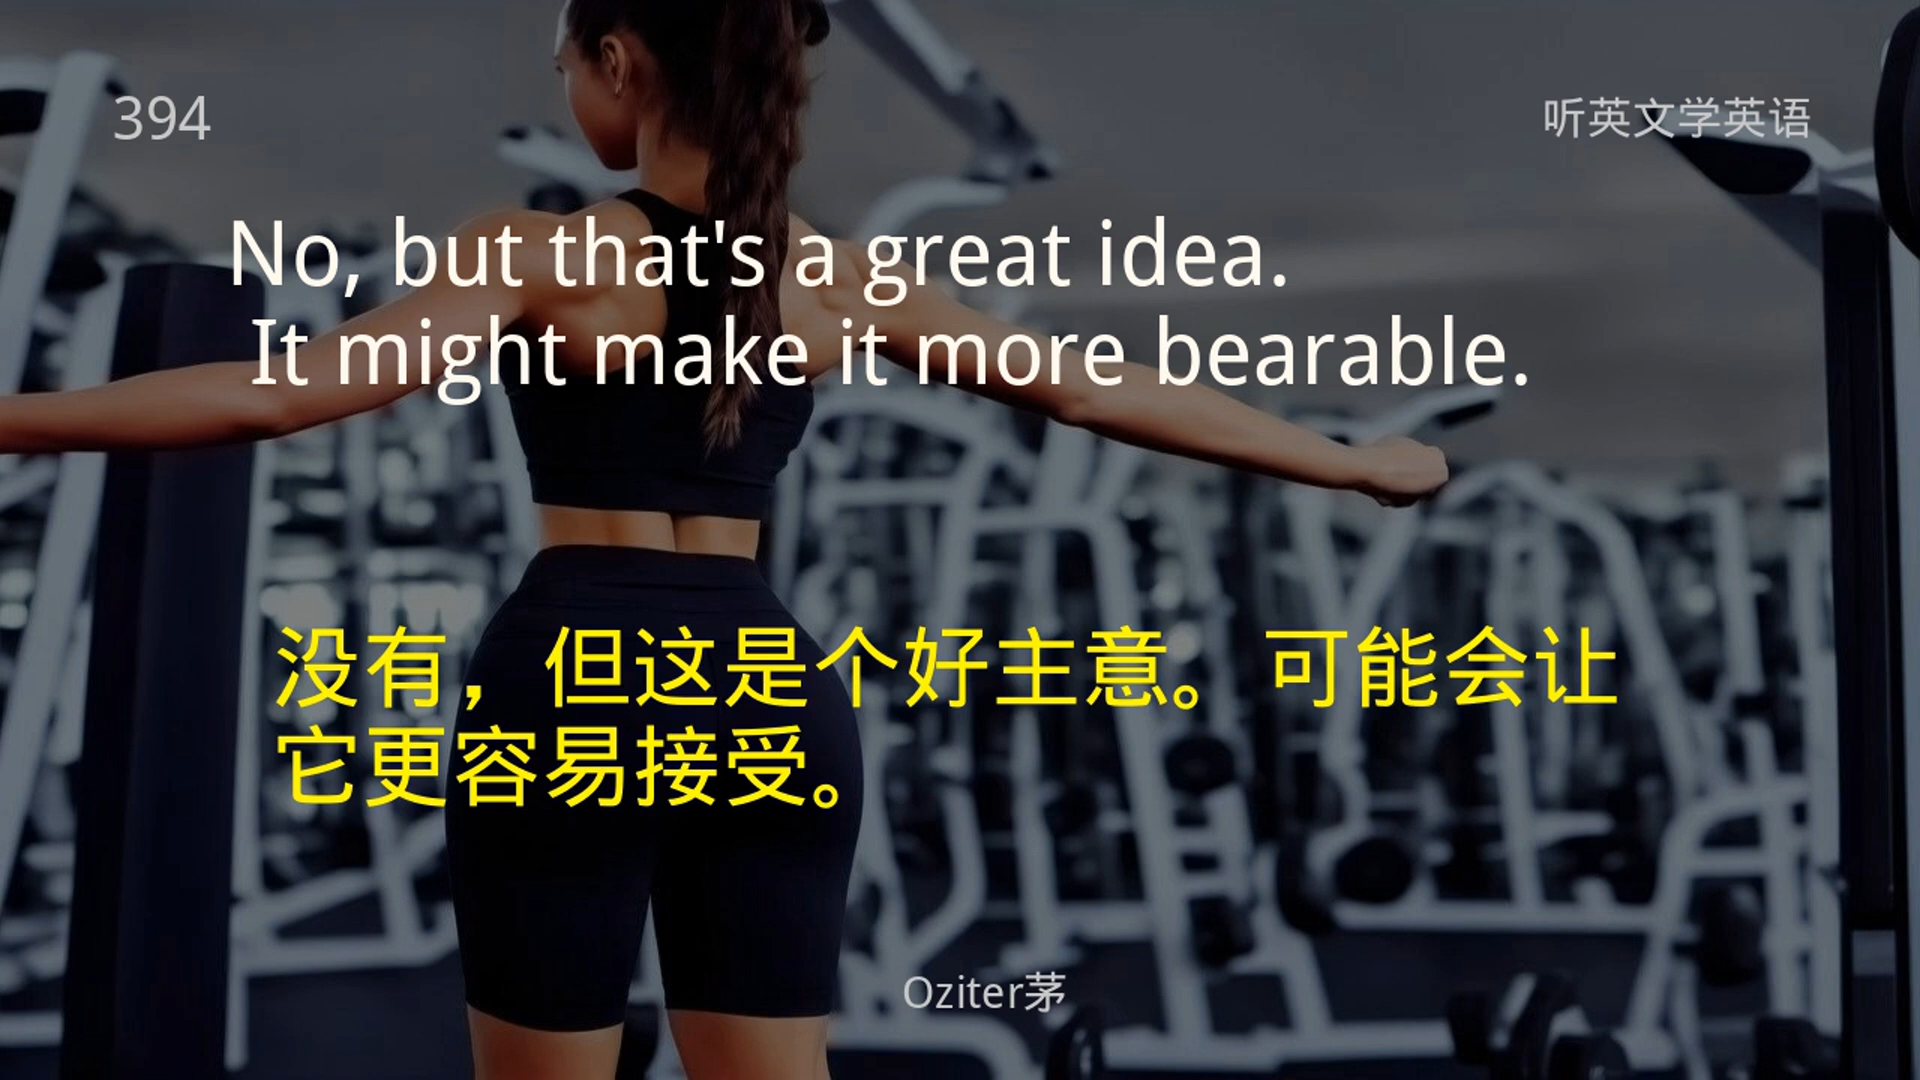 394
听英文学英语
No, but that's a great idea.
It might make it more bearable.
没有，但这是个好主意。 可能会让
它更容易接受。
Oziter茅